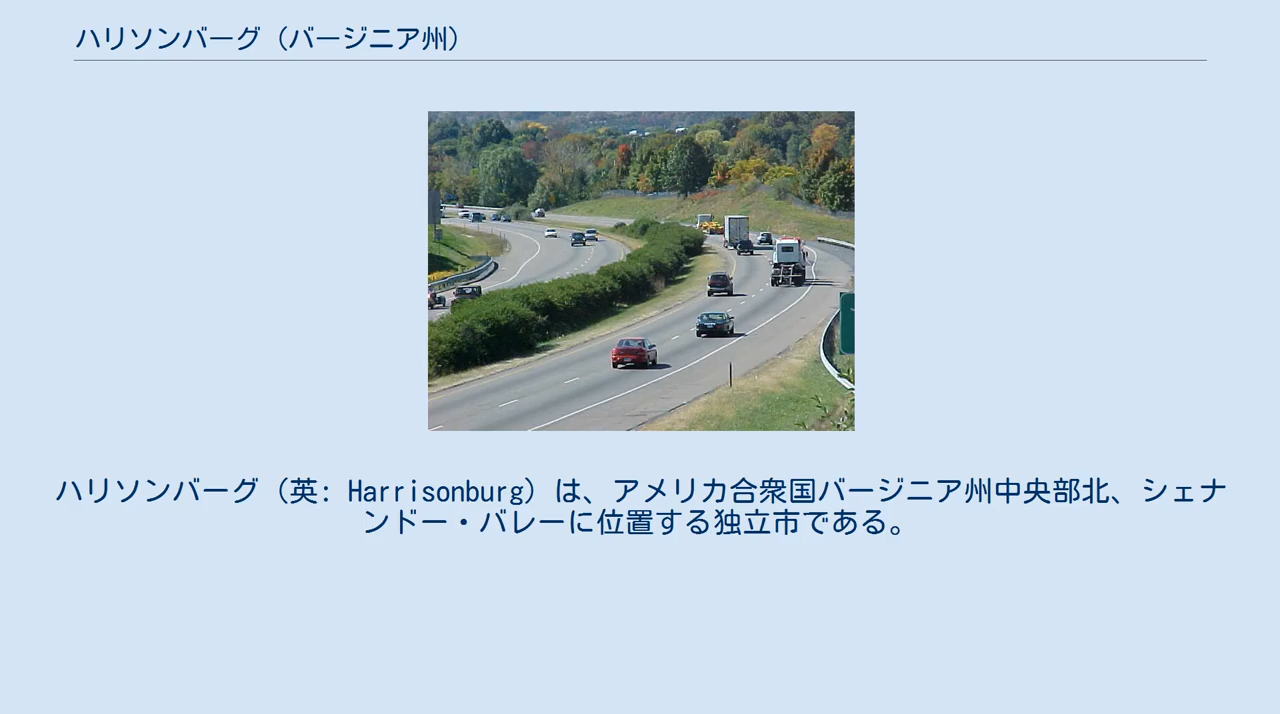 ハリソンバーグ（バージニア州）
ハリソンバーグ（英: Harrisonburg）は、アメリカ合衆国バージニア州中央部北、シェナ
ンドー・バレーに位置する独立市である。